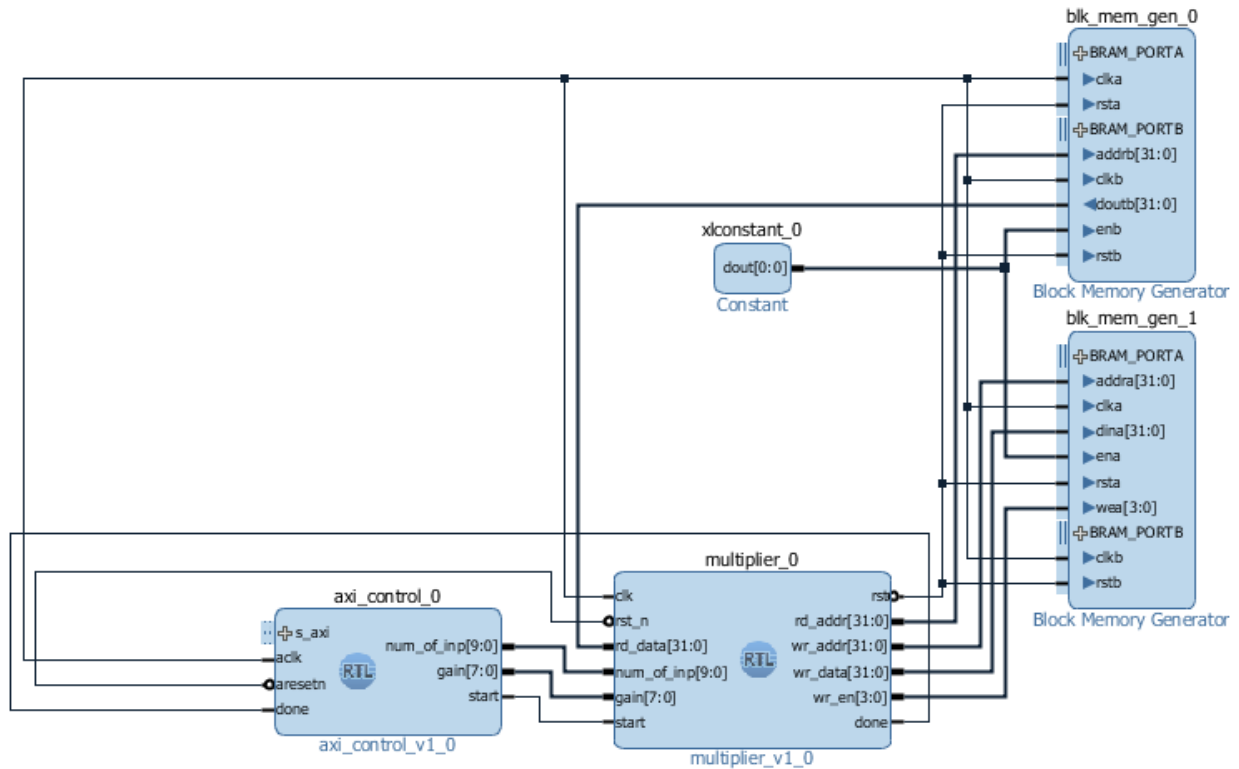 blk_mem_gen_0
BRAM_PORTA
clka
rsta
BRAM_PORTB
addrb[31:0]
clkb
doutb[31:0]
enb
rstb
Block Memory Generator
xlconstant_0
dout[0:0]
Constant
blk_mem_gen_1
BRAM_PORTA
addra[31:0]
clka
dina[31:0]
ena
rsta
wea[3:0]
BRAM_PORTB
clkb
rstb
Block Memory Generator
axi_control_0
s_axi
aclk
aresetn
done
RTL
num_of_inp[9:0]
gain[7:0]
start
axi_control_v1_0
multiplier_0
clk
rst_n
rd_data[31:0]
num_of_inp[9:0]
gain[7:0]
start
RTL
rst
rd_addr[31:0]
wr_addr[31:0]
wr_data[31:0]
wr_en[3:0]
done
multiplier_v1_0